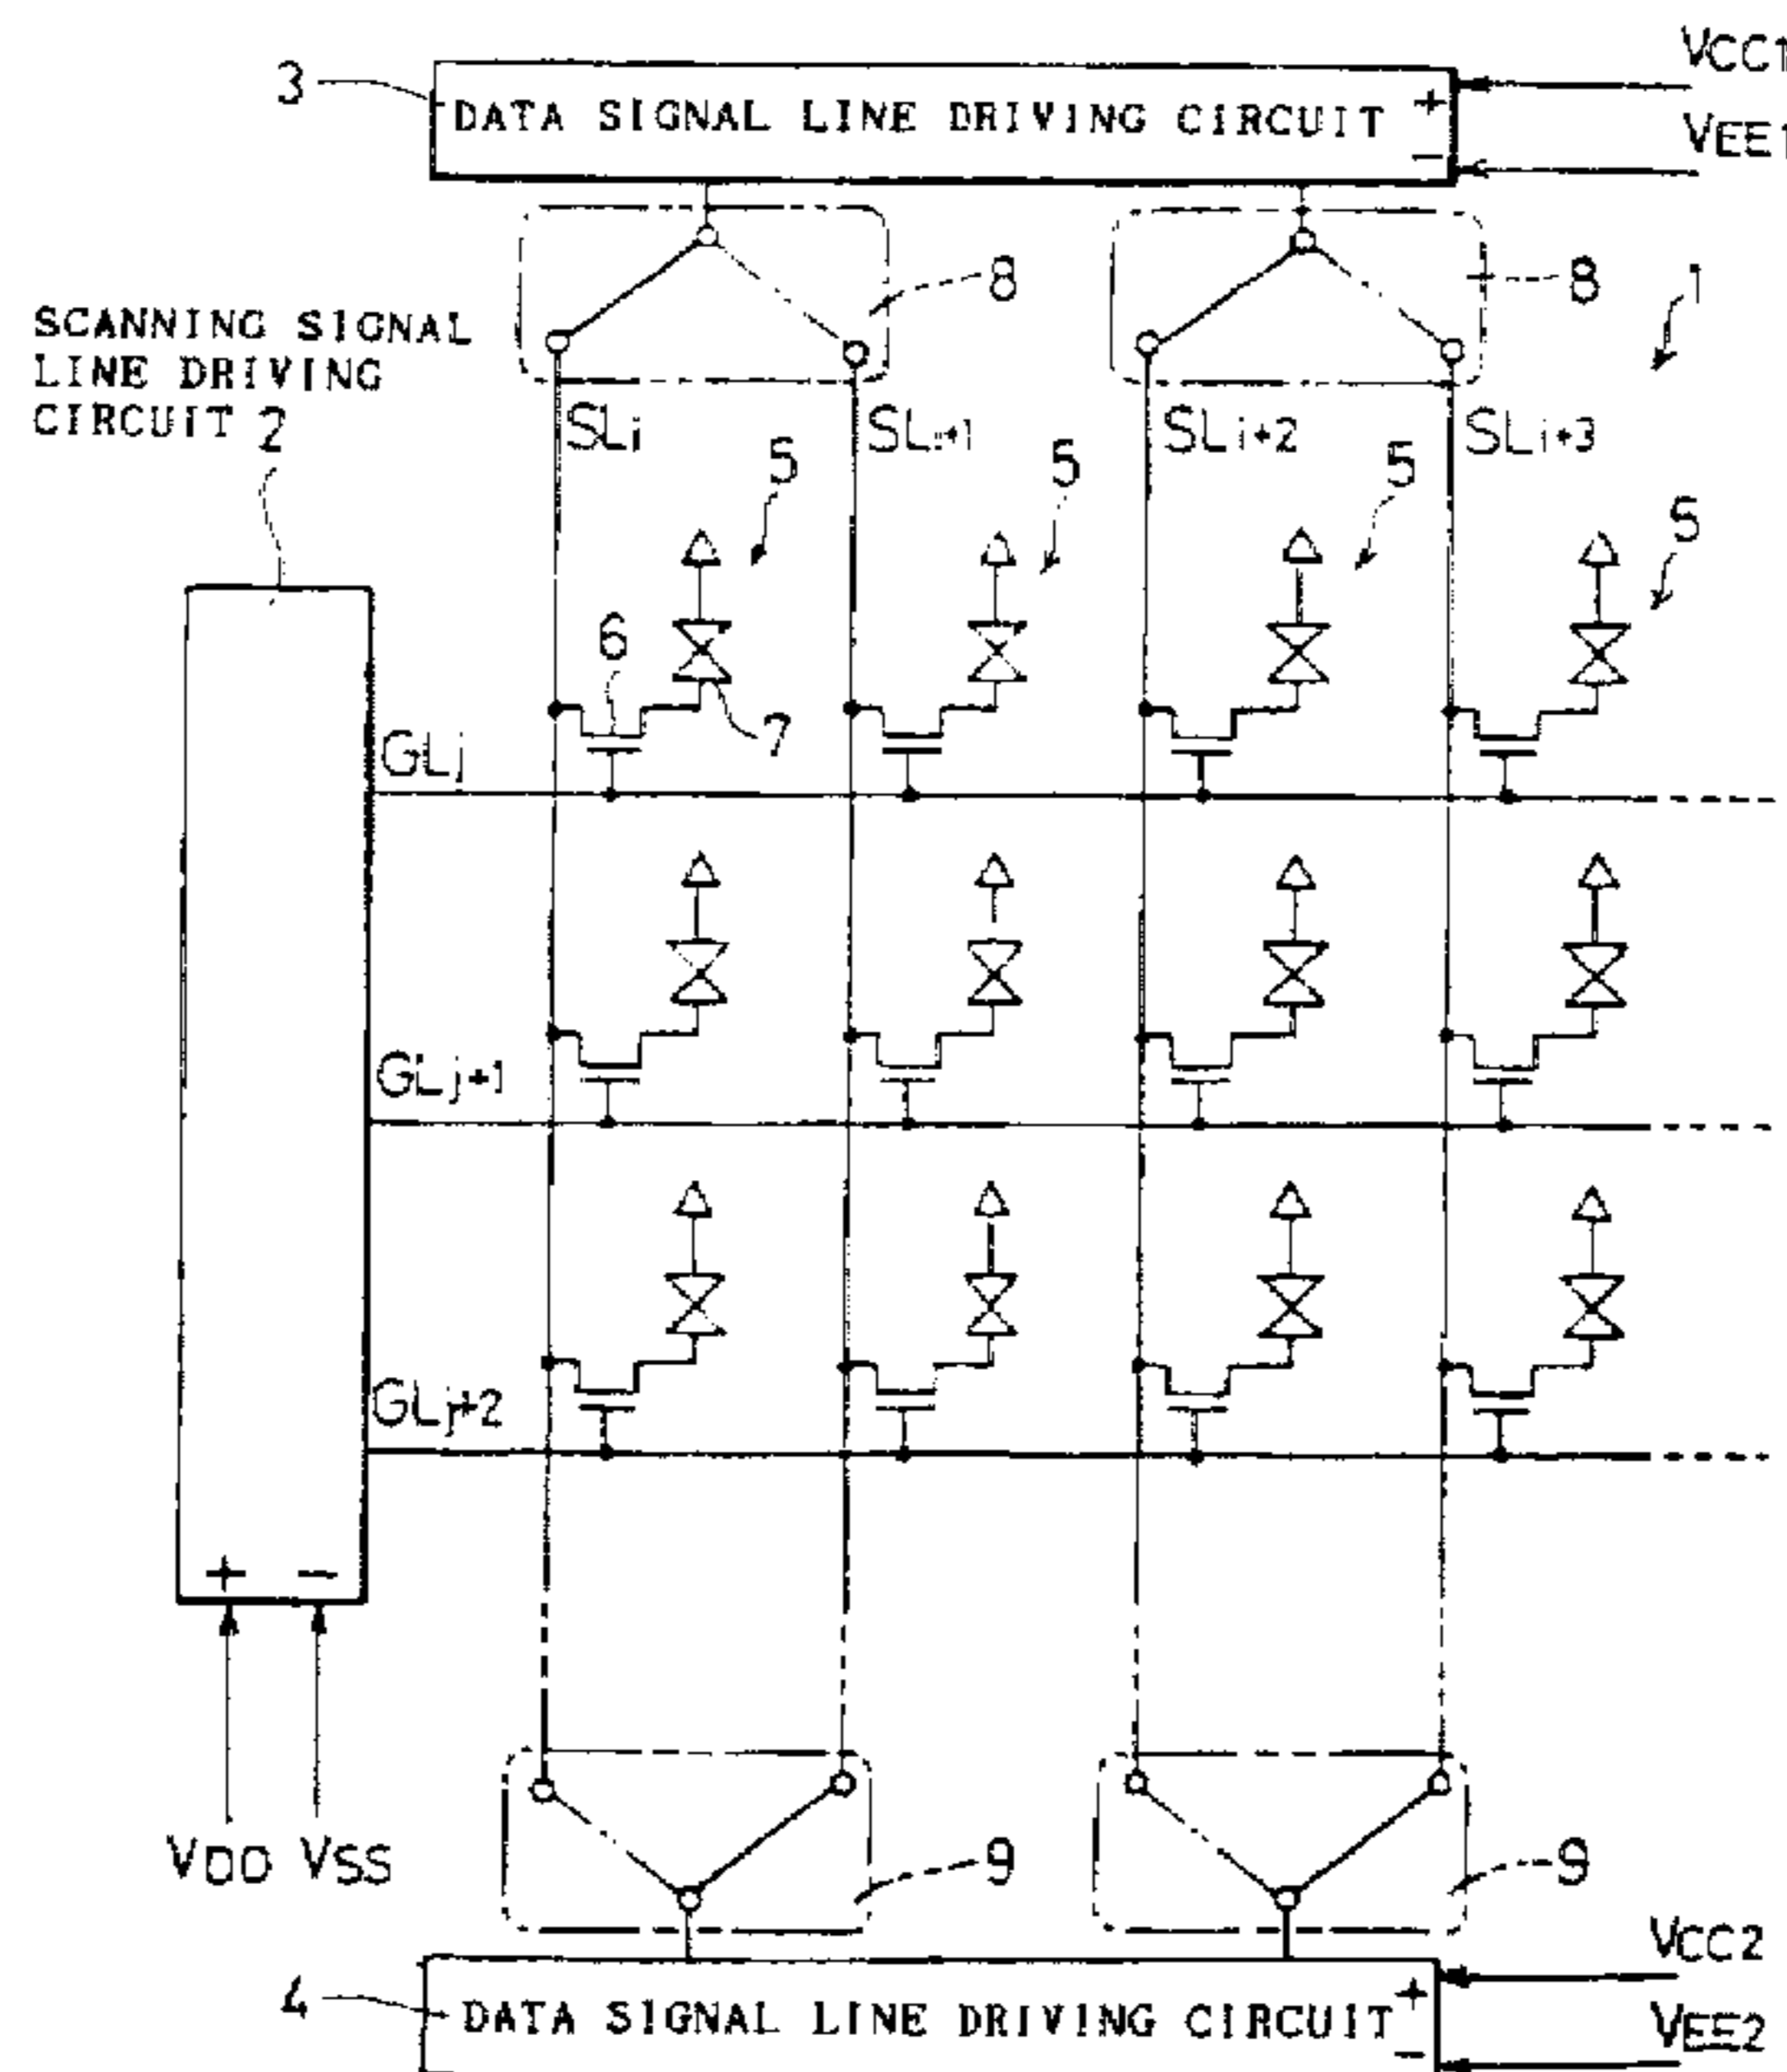 VCC1
3
DATA SIGNAL LINE DRIVING CIRCUIT
+
VEE1
−
8
8
1
SCANNING SIGNAL
LINE DRIVING
CIRCUIT 2
SLi
SLi+1
SLi+2
SLi+3
5
5
5
5
6
7
GLj
GLj+1
GLj+2
+
−
VDD
VSS
9
9
VCC2
4
DATA SIGNAL LINE DRIVING CIRCUIT
+
VEE2
−